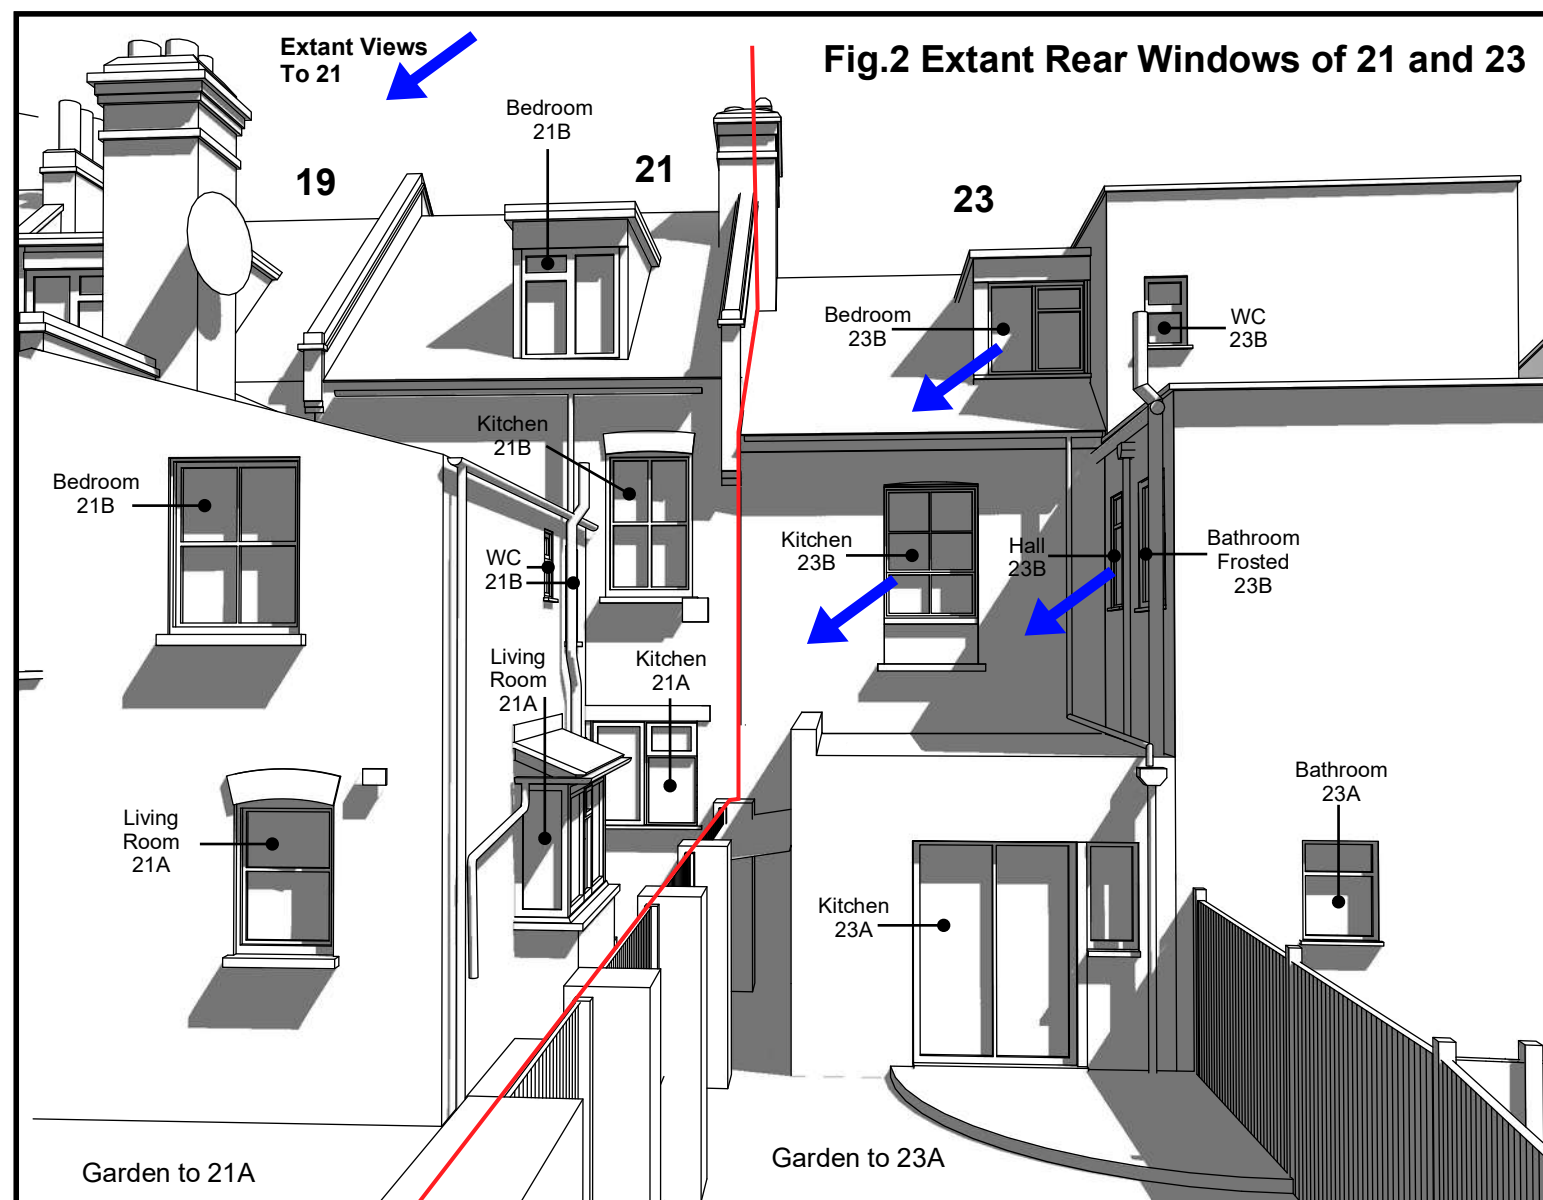 Extant Views
To 21
Fig.2 Extant Rear Windows of 21 and 23
Bedroom
21B
19
21
23
Bedroom
23B
WC
23B
Kitchen
21B
Bedroom
21B
WC
21B
Kitchen
23B
Hall
23B
Bathroom
Frosted
23B
Living
Room
21A
Kitchen
21A
Living
Room
21A
Bathroom
23A
Kitchen
23A
Garden to 21A
Garden to 23A